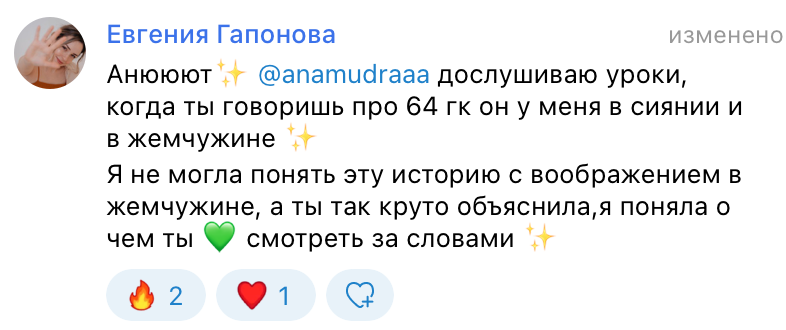 Евгения Гапонова
изменено
Анююют✨ @anamudraaa дослушиваю уроки,
когда ты говоришь про 64 гк он у меня в сиянии и
в жемчужине ✨
Я не могла понять эту историю с воображением в
жемчужине, а ты так круто объяснила,я поняла о
чем ты 💚 смотреть за словами ✨
🔥 2 ❤️ 1